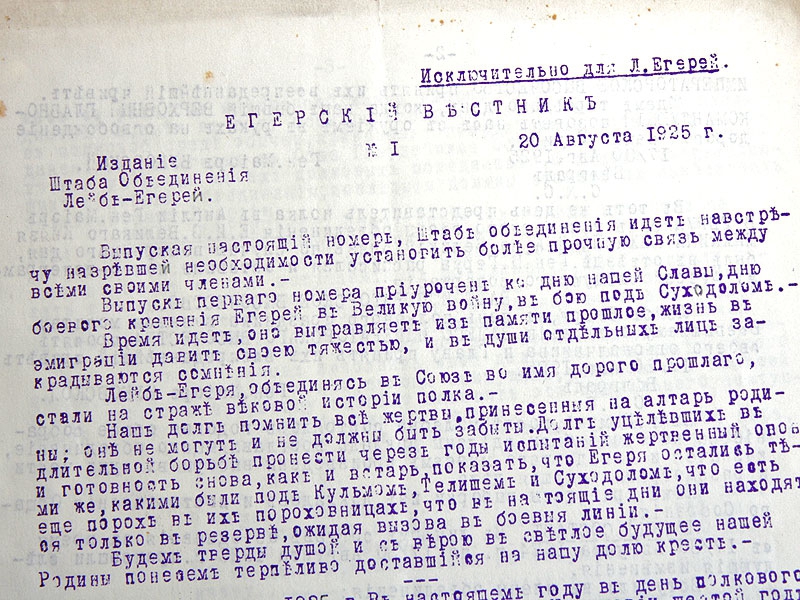 Исключительно для Л.Егерей.
ЕГЕРСКІЙ ВѢСТНИКЪ
№ I 20 Августа 1925 г.
Изданіе
Штаба Объединенія
Лейбъ-Егерей.
Выпуская настоящій номеръ, Штабъ объединенія идетъ навстрѣ-
чу назрѣвшей необходимости установить болѣе прочную связь между
всѣми своими членами.-
Выпускъ перваго номера пріуроченъ ко дню нашей Славы,дню
боевого крещенія Егерей въ Великую войну,въ бою подъ Суходоломъ.-
Время идетъ,оно вытравляетъ изъ памяти прошлое,жизнь въ
эмиграціи давитъ своею тяжестью, и въ души отдѣльныхъ лицъ за-
крадываются сомнѣнія.
Лейбъ-Егеря,объединясь въ Союзъ во имя дорого прошлаго,
стали на стражѣ вѣковой исторіи полка.-
Нашъ долгъ помнить всѣ жертвы,принесенныя на алтарь роди-
ны; онѣ не могутъ и не должны быть забыты.Долгъ уцѣлѣвшихъ въ
длительной борьбѣ пронести черезъ годы испытаній жертвенный
и готовность снова,какъ и встарь,показать,что Егеря остались тѣ-
ми же,какими были подъ Кульмомъ,Телишемъ и Суходоломъ,что есть
еще порохъ въ ихъ пороховницахъ,что въ настоящіе дни они находят
ся только въ резервѣ,ожидая вызова въ боевыя линіи.-
Будемъ тверды душой и съ вѣрою въ свѣтлое будущее нашей
Родины понесемъ терпѣливо доставшійся на нашу долю крестъ.-
1925 г.Въ настоящемъ году въ день полкового